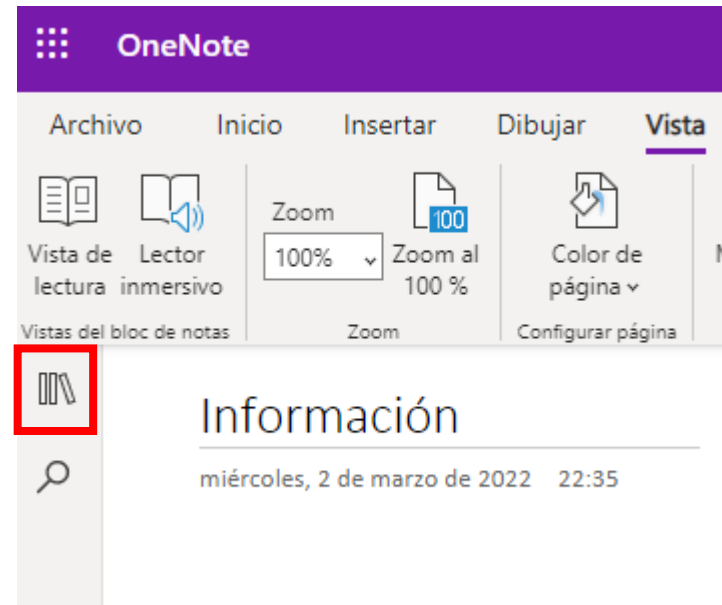 OneNote
Archivo Inicio Insertar Dibujar Vista
Vista de lectura
Lector inmersivo
Zoom
100%
100
Zoom al 100 %
Color de página
Vistas del bloc de notas Zoom Configurar página
Información
miércoles, 2 de marzo de 2022 22:35